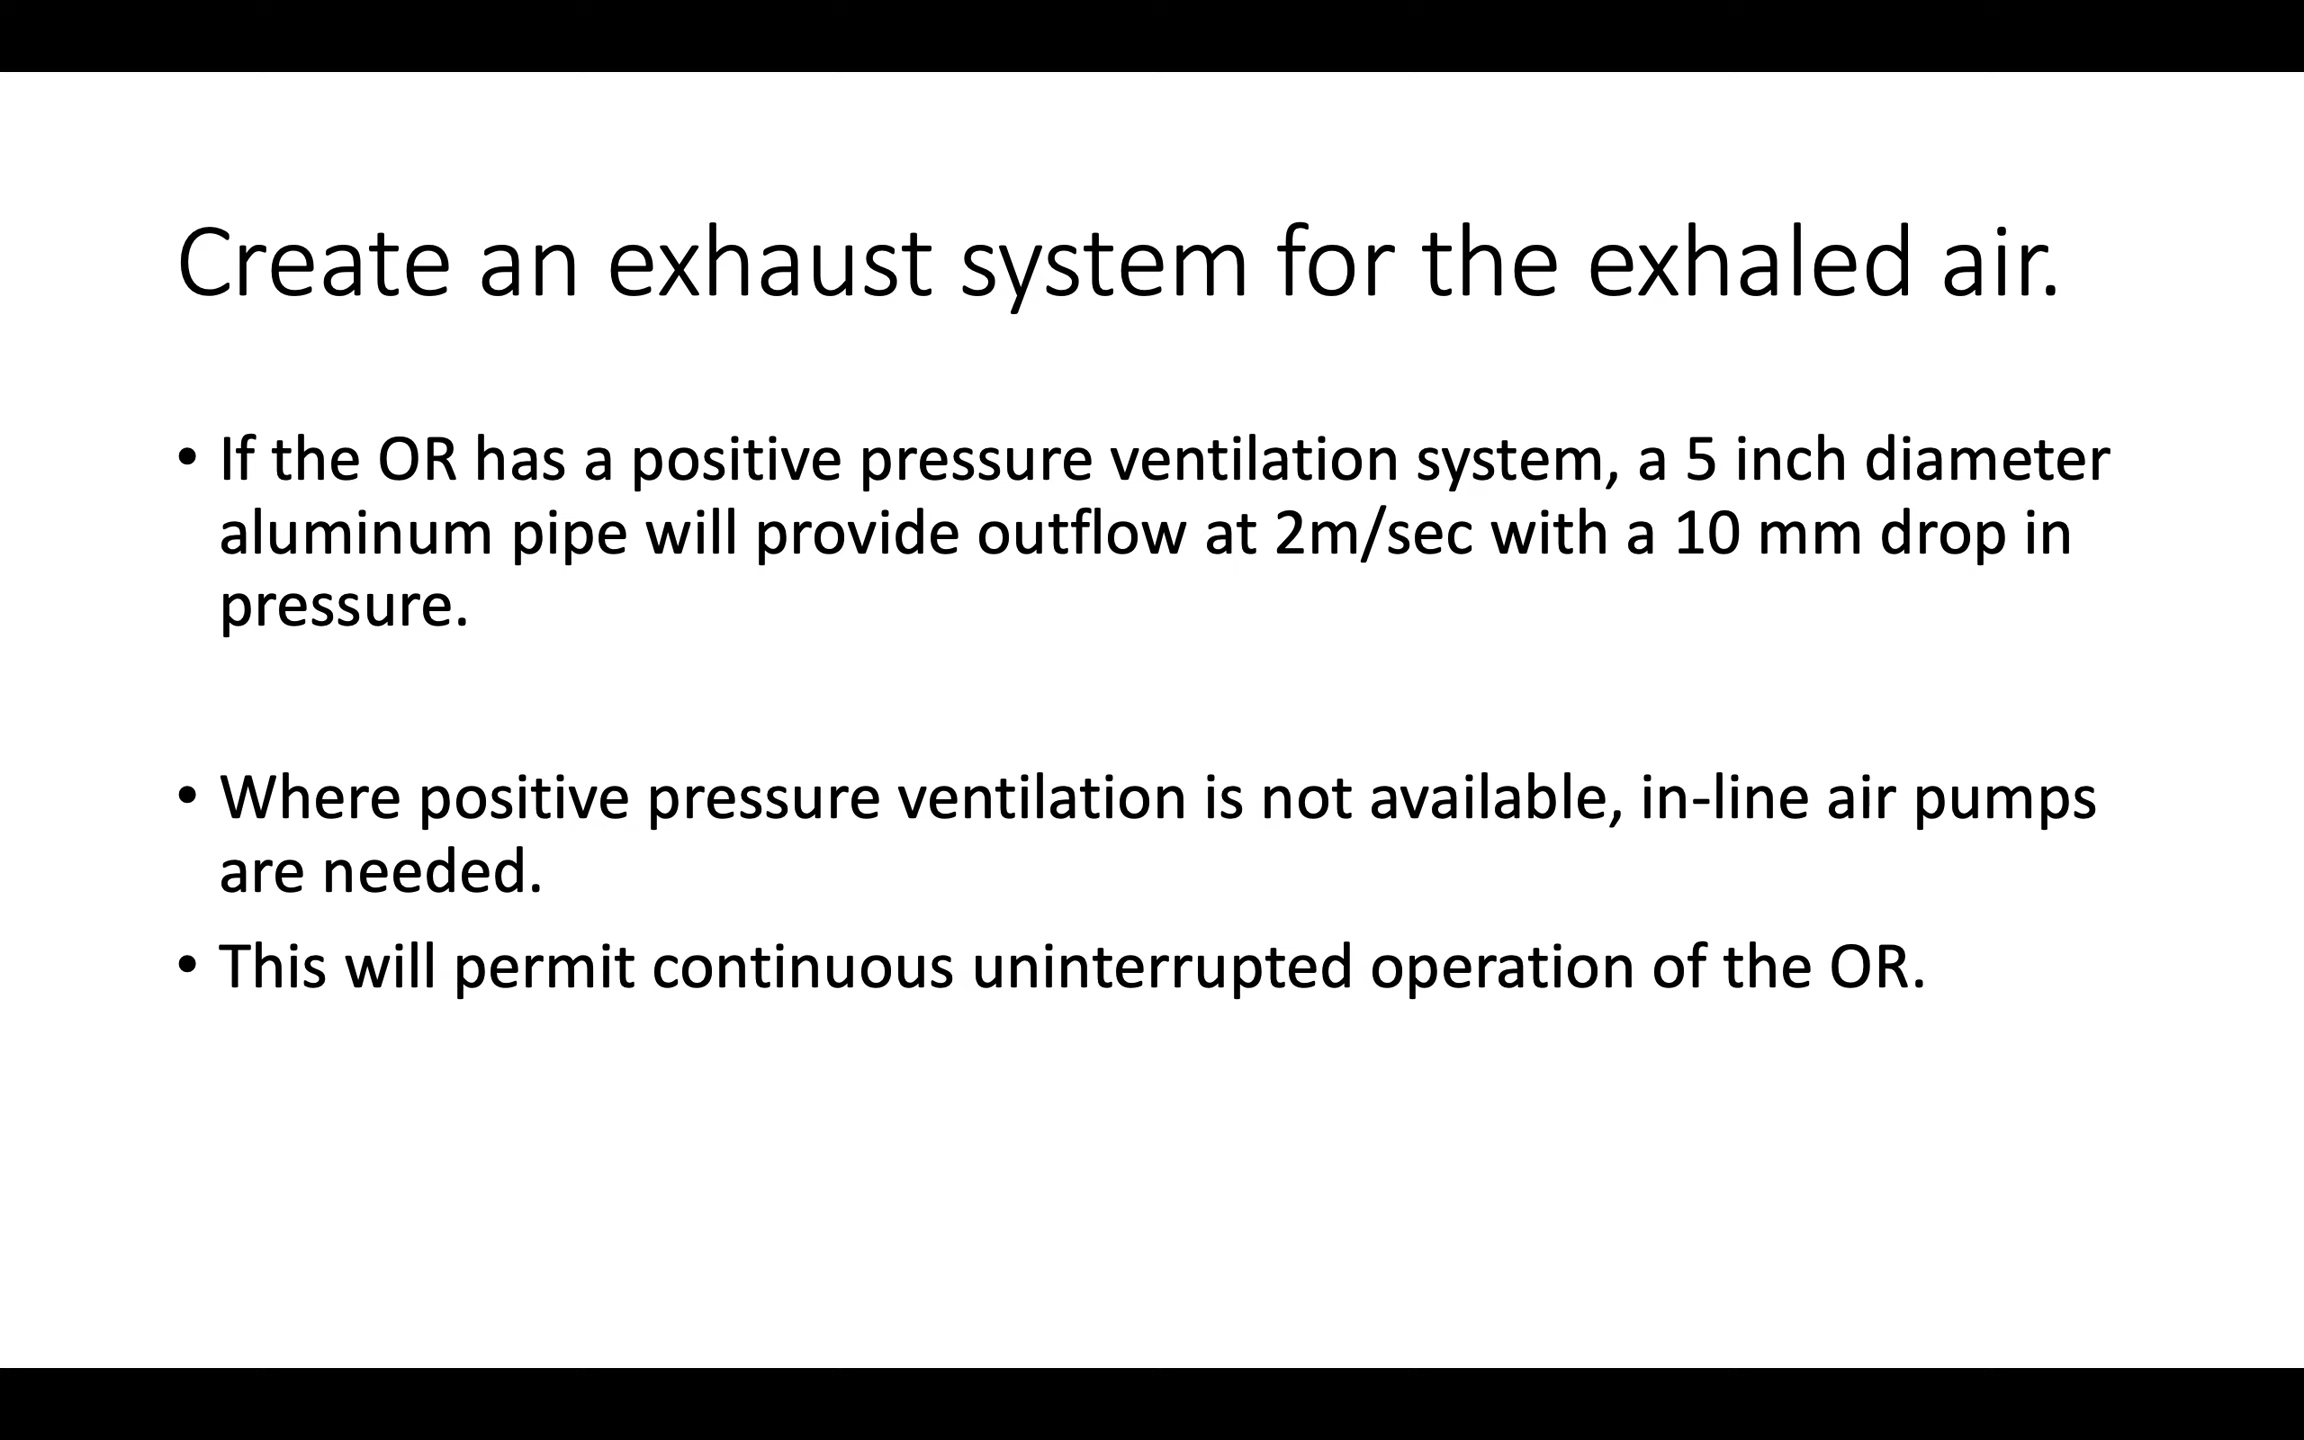 Create an exhaust system for the exhaled air.
• If the OR has a positive pressure ventilation system, a 5 inch diameter
aluminum pipe will provide outflow at 2m/sec with a 10 mm drop in
pressure.
• Where positive pressure ventilation is not available, in-line air pumps
are needed.
• This will permit continuous uninterrupted operation of the OR.